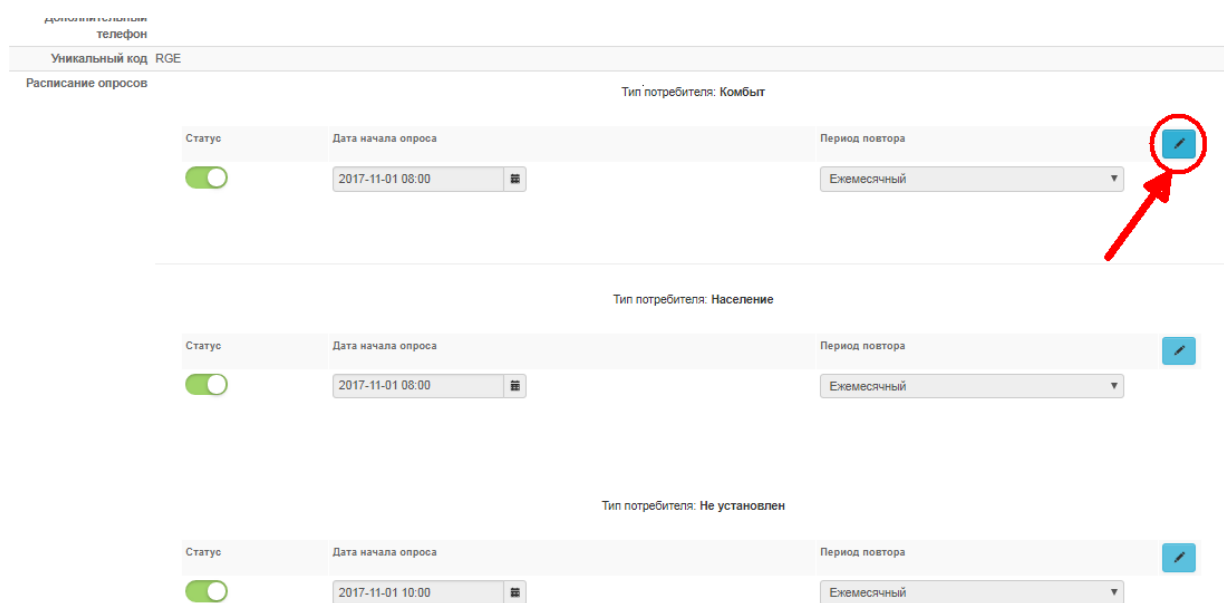 Дополнительный
телефон
Уникальный код RGE
Расписание опросов
Тип потребителя: Комбыт
Статус Дата начала опроса Период повтора
2017-11-01 08:00 Ежемесячный
Тип потребителя: Население
Статус Дата начала опроса Период повтора
2017-11-01 08:00 Ежемесячный
Тип потребителя: Не установлен
Статус Дата начала опроса Период повтора
2017-11-01 10:00 Ежемесячный